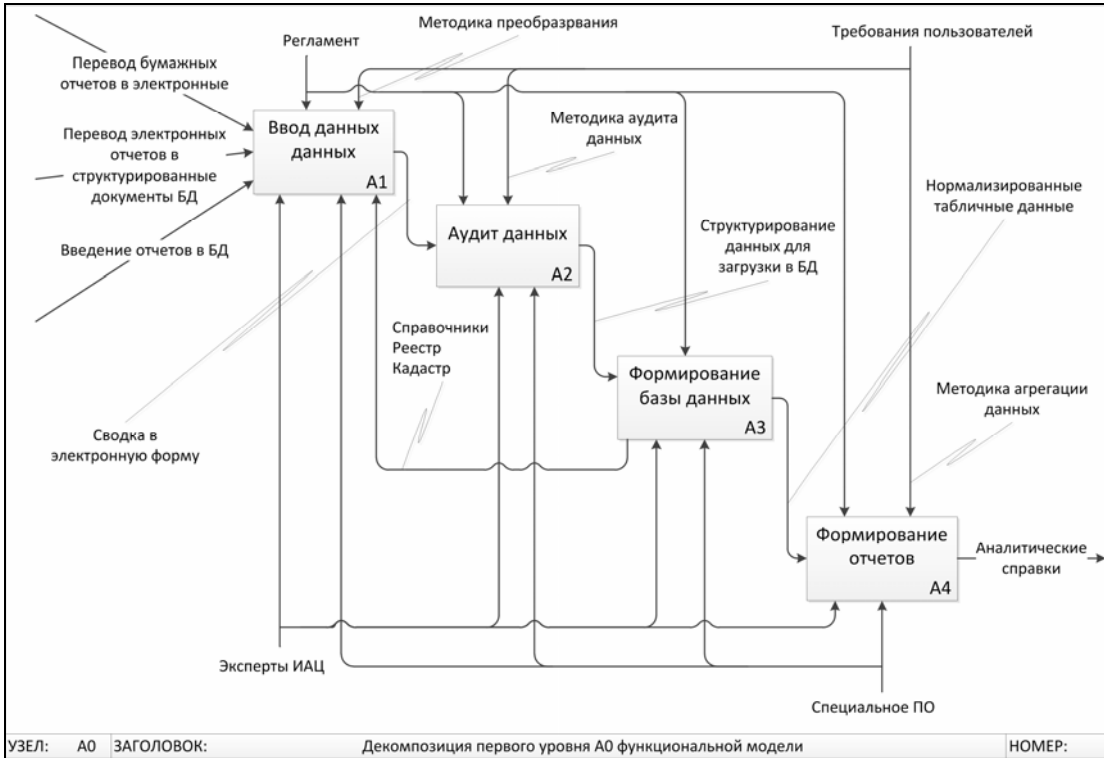 Методика преобразрвания
Регламент
Требования пользователей
Перевод бумажных
отчетов в электронные
Ввод данных
данных
A1
Перевод электронных
отчетов в
структурированные
документы БД
Методика аудита
данных
Нормализированные
табличные данные
Введение отчетов в БД
Аудит данных
A2
Структурирование
данных для
загрузки в БД
Справочники
Реестр
Кадастр
Формирование
базы данных
A3
Методика агрегации
данных
Сводка в
электронную форму
Формирование
отчетов
A4
Аналитические
справки
Эксперты ИАЦ
Специальное ПО
УЗЕЛ: A0 ЗАГОЛОВОК: Декомпозиция первого уровня A0 функциональной модели НОМЕР: